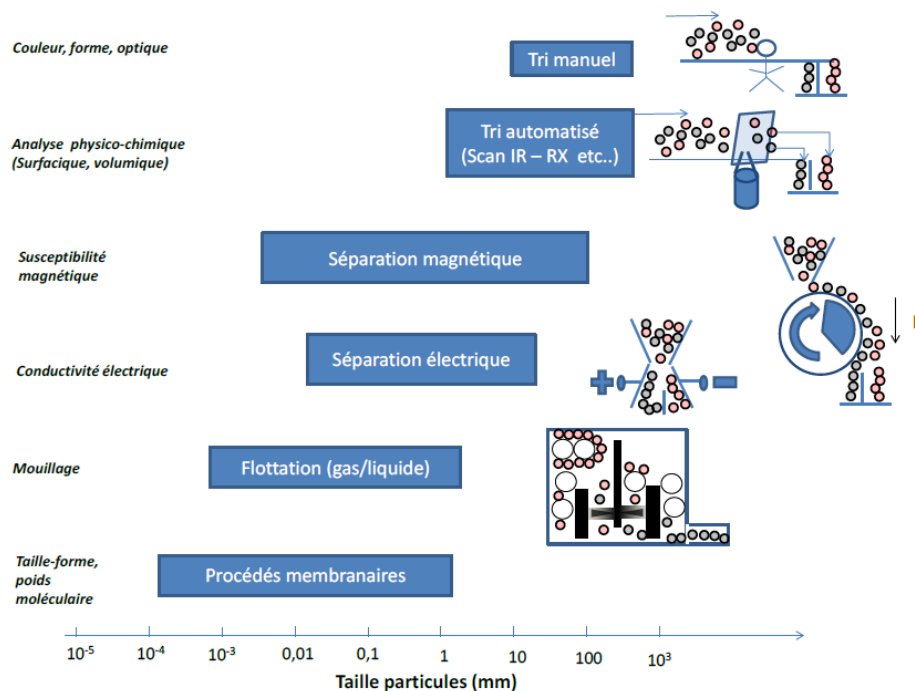 Couleur, forme, optique
Tri manuel
Analyse physico-chimique
(Surfacique, volumique)
Tri automatisé
(Scan IR – RX etc..)
Susceptibilité
magnétique
Séparation magnétique
Conductivité électrique
Séparation électrique
Mouillage
Flottation (gas/liquide)
Taille-forme,
poids
moléculaire
Procédés membranaires
10⁻⁵ 10⁻⁴ 10⁻³ 0,01 0,1 1 10 100 10³
Taille particules (mm)